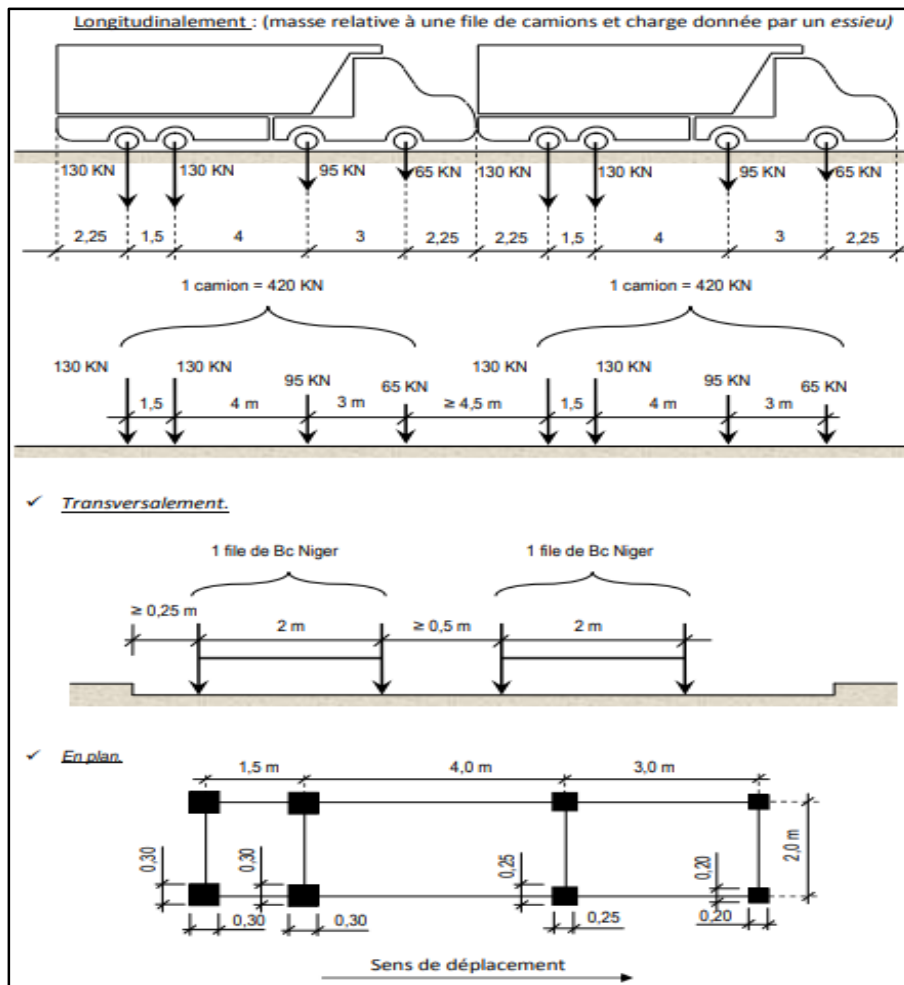 Longitudinalement : (masse relative à une file de camions et charge donnée par un essieu)
130 KN 130 KN 95 KN 65 KN 130 KN 130 KN 95 KN 65 KN
2,25 1,5 4 3 2,25 2,25 1,5 4 3 2,25
1 camion = 420 KN 1 camion = 420 KN
130 KN 130 KN 95 KN 65 KN 130 KN 130 KN 95 KN 65 KN
1,5 4 m 3 m ≥ 4,5 m 1,5 4 m 3 m
✓ Transversalement.
1 file de Bc Niger 1 file de Bc Niger
≥ 0,25 m 2 m ≥ 0,5 m 2 m
✓ En plan.
1,5 m 4,0 m 3,0 m
0,30 0,30 0,25 0,20 2,0 m
0,30 0,30 0,25 0,20
Sens de déplacement